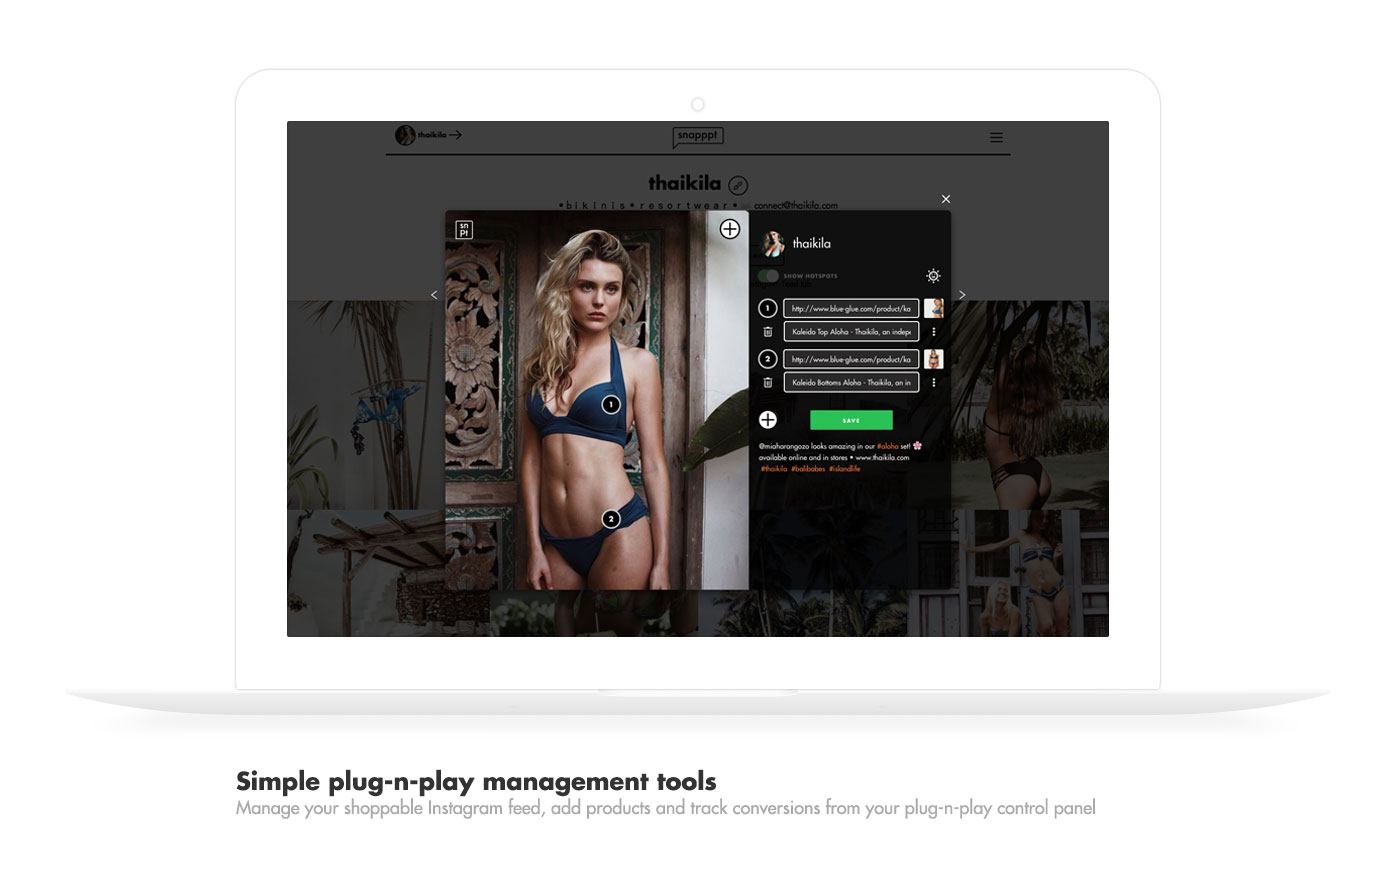 thaikila
snapppt
thaikila
•bikinis•resortwear•
connect@thaikila.com
sn
pt
thaikila
SHOW HOTSPOTS
1
http://www.blue-glue.com/product/ka
Kaleido Top Aloha - Thaikila, an indepe
2
http://www.blue-glue.com/product/ka
Kaleido Bottoms Aloha - Thaikila, an in
SAVE
@miaharangozo looks amazing in our #aloha set! 🌸
available online and in stores • www.thaikila.com
#thaikila #balibabes #islandlife
1
2
Simple plug-n-play management tools
Manage your shoppable Instagram feed, add products and track conversions from your plug-n-play control panel